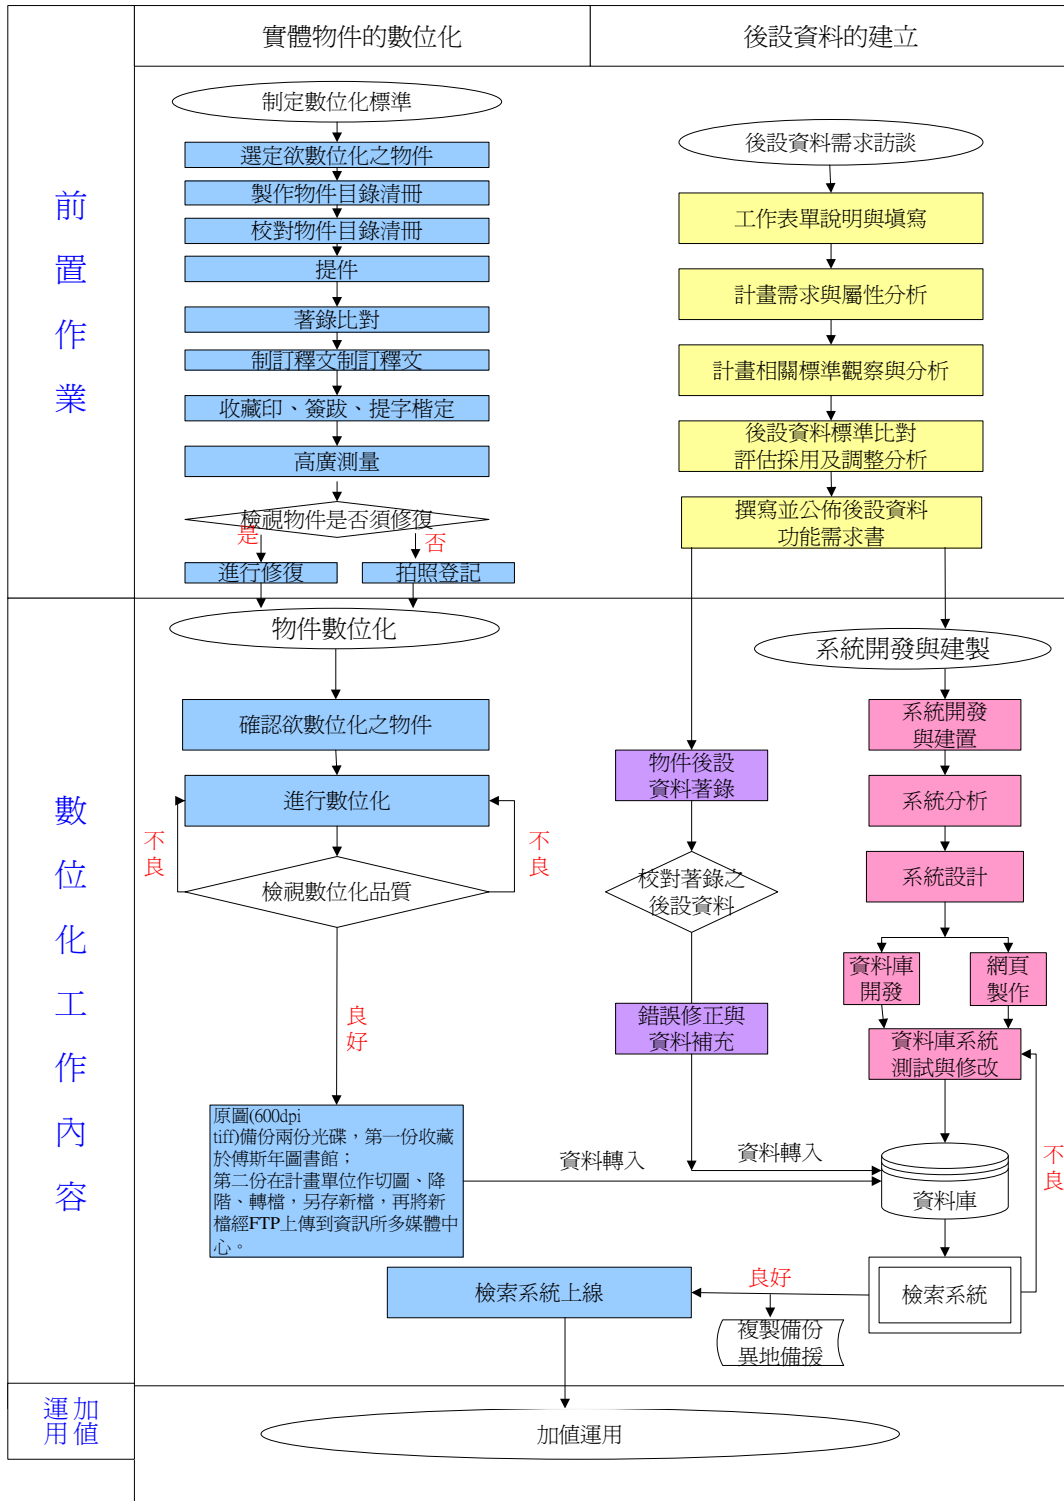 實體物件的數位化
後設資料的建立
前置作業
制定數位化標準
選定欲數位化之物件
製作物件目錄清冊
校對物件目錄清冊
提件
著錄比對
制訂釋文制訂釋文
收藏印、簽跋、提字楷定
高廣測量
檢視物件是否須修復
是
否
進行修復
拍照登記
後設資料需求訪談
工作表單說明與填寫
計畫需求與屬性分析
計畫相關標準觀察與分析
後設資料標準比對
評估採用及調整分析
撰寫並公佈後設資料
功能需求書
數位化工作內容
物件數位化
確認欲數位化之物件
進行數位化
不良
不良
檢視數位化品質
良好
原圖(600dpi
tiff)備份兩份光碟，第一份收藏
於傅斯年圖書館；
第二份在計畫單位作切圖、降
階、轉檔，另存新檔，再將新
檔經FTP上傳到資訊所多媒體中
心。
物件後設
資料著錄
校對著錄之
後設資料
錯誤修正與
資料補充
資料轉入
資料轉入
系統開發與建製
系統開發
與建置
系統分析
系統設計
資料庫
開發
網頁
製作
資料庫系統
測試與修改
不良
資料庫
檢索系統
良好
複製備份
異地備援
檢索系統上線
加值運用
加值運用